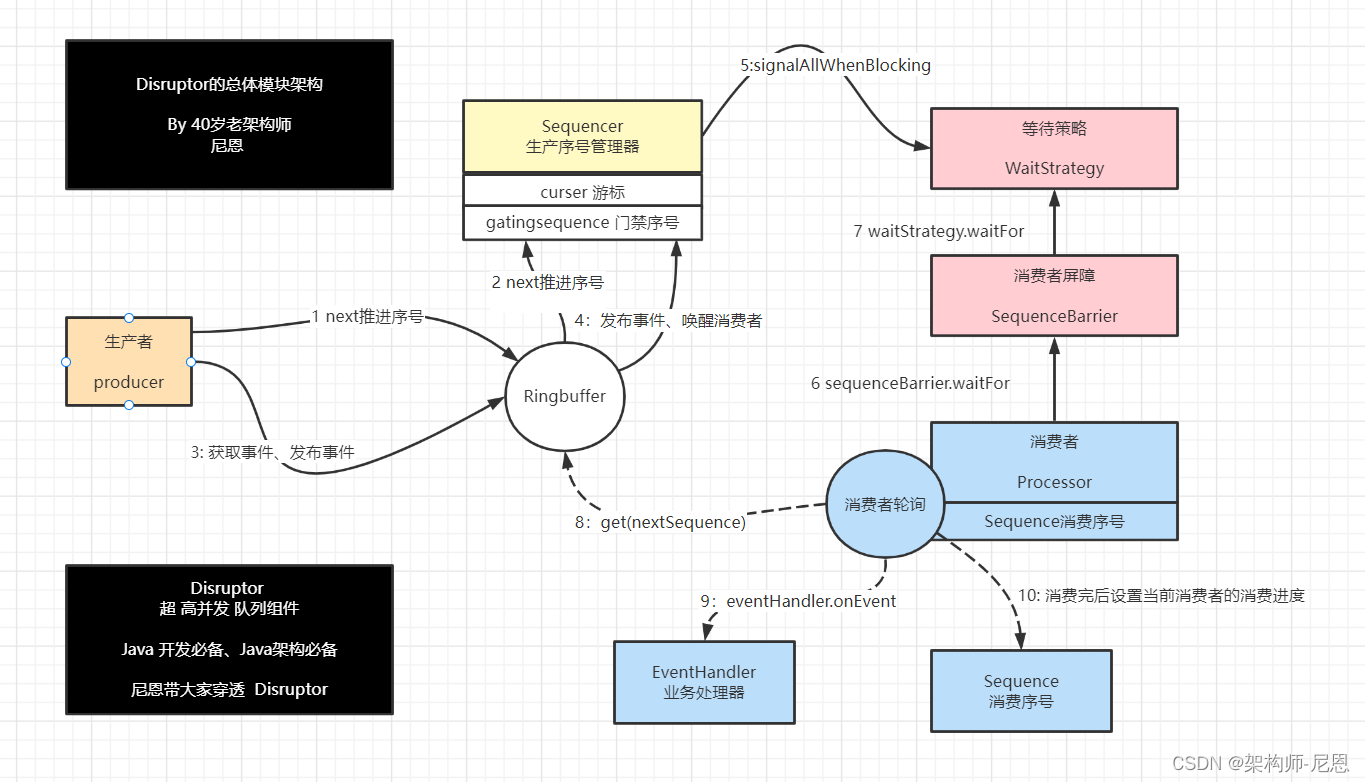 Disruptor的总体模块架构
By 40岁老架构师
尼恩
5:signalAllWhenBlocking
Sequencer
生产序号管理器
curser 游标
gatingsequence 门禁序号
等待策略
WaitStrategy
7 waitStrategy.waitFor
消费者屏障
SequenceBarrier
2 next推进序号
1 next推进序号
4：发布事件、唤醒消费者
生产者
producer
Ringbuffer
6 sequenceBarrier.waitFor
3: 获取事件、发布事件
消费者
Processor
Sequence消费序号
消费者轮询
8：get(nextSequence)
9：eventHandler.onEvent
10: 消费完后设置当前消费者的消费进度
Disruptor
超 高并发 队列组件
Java 开发必备、Java架构必备
尼恩带大家穿透 Disruptor
EventHandler
业务处理器
Sequence
消费序号
CSDN @架构师-尼恩